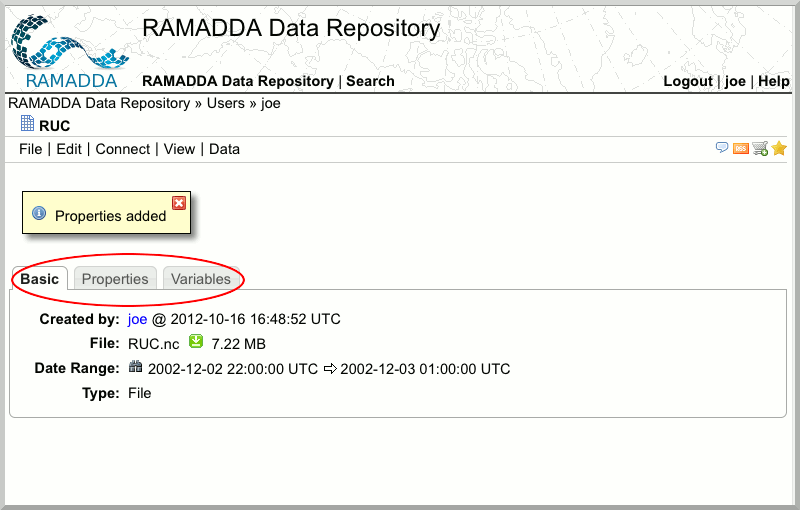 RAMADDA Data Repository
RAMADDA
RAMADDA Data Repository | Search
Logout | joe | Help
RAMADDA Data Repository » Users » joe
RUC
File | Edit | Connect | View | Data
RSS
Properties added
Basic Properties Variables
Created by: joe @ 2012-10-16 16:48:52 UTC
File: RUC.nc 7.22 MB
Date Range: 2002-12-02 22:00:00 UTC ⇨ 2002-12-03 01:00:00 UTC
Type: File